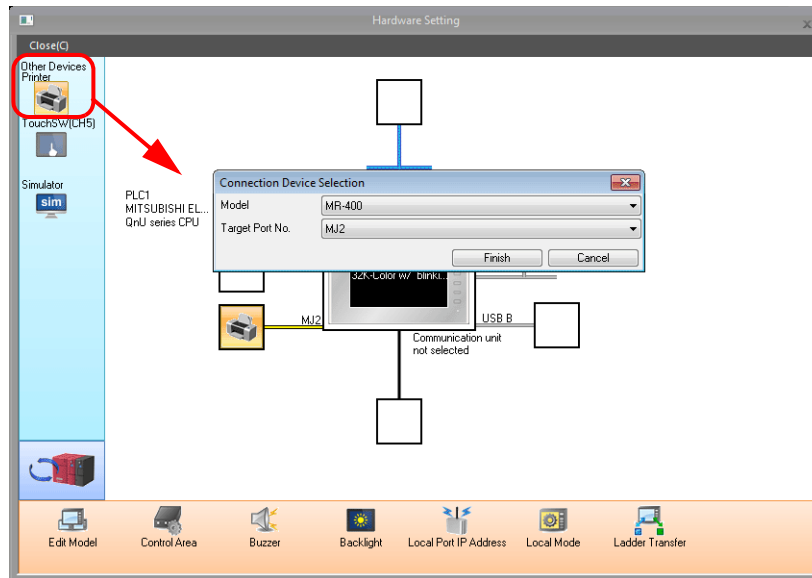 Hardware Setting
x
Close(C)
Other Devices
Printer
TouchSW(CH5)
Simulator
sim
PLC1
MITSUBISHI EL...
QnU series CPU
Connection Device Selection
Model
MR-400
Target Port No.
MJ2
Finish
Cancel
32K-Color w/ blinki...
MJ2
USB B
Communication unit
not selected
Edit Model
Control Area
Buzzer
Backlight
Local Port IP Address
Local Mode
Ladder Transfer